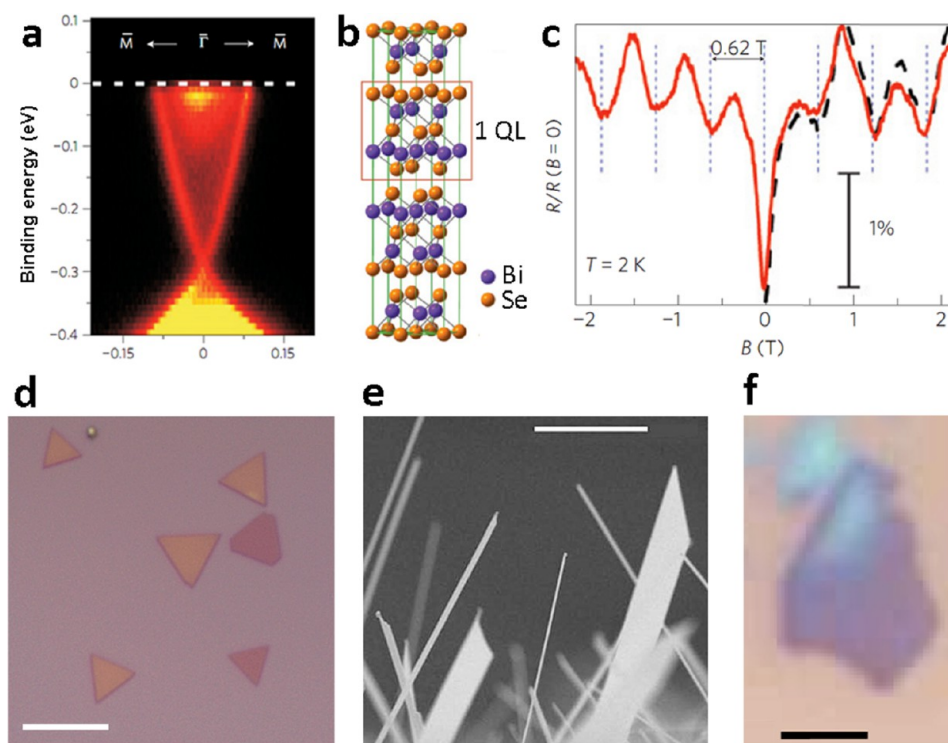 a
0.1
0
−0.1
−0.2
−0.3
−0.4
M̄ ← Γ̄ → M̄
Binding energy (eV)
−0.15 0 0.15
b
1 QL
Bi
Se
c
0.62 T
R/R (B = 0)
1%
T = 2 K
−2 −1 0 1 2
B (T)
d
e
f